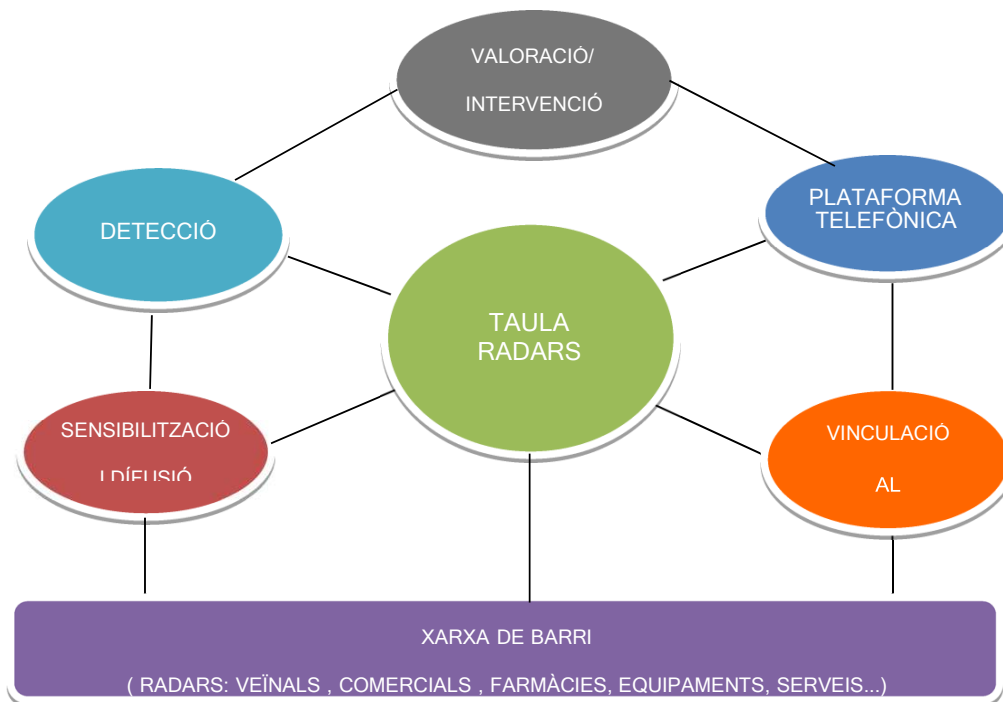 VALORACIÓ/
INTERVENCIÓ
DETECCIÓ
PLATAFORMA
TELEFÒNICA
TAULA
RADARS
SENSIBILITZACIÓ
I DÍFUSIÓ
VINCULACIÓ
AL
XARXA DE BARRI
( RADARS: VEÏNALS , COMERCIALS , FARMÀCIES, EQUIPAMENTS, SERVEIS...)